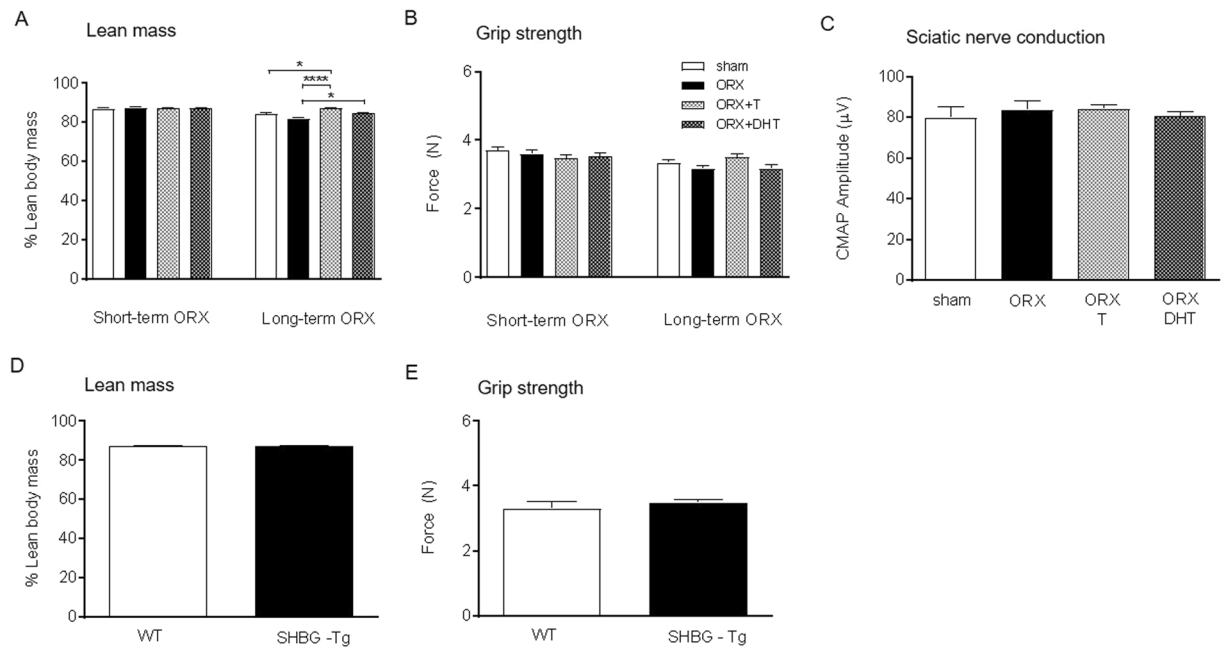 A
Lean mass
% Lean body mass
100
80
60
40
20
0
*
****
*
Short-term ORX
Long-term ORX
B
Grip strength
Force (N)
6
4
2
0
sham
ORX
ORX+T
ORX+DHT
Short-term ORX
Long-term ORX
C
Sciatic nerve conduction
CMAP Amplitude (µV)
100
80
60
40
20
0
sham
ORX
ORX
T
ORX
DHT
D
Lean mass
% Lean body mass
100
80
60
40
20
0
WT
SHBG -Tg
E
Grip strength
Force (N)
6
4
2
0
WT
SHBG - Tg